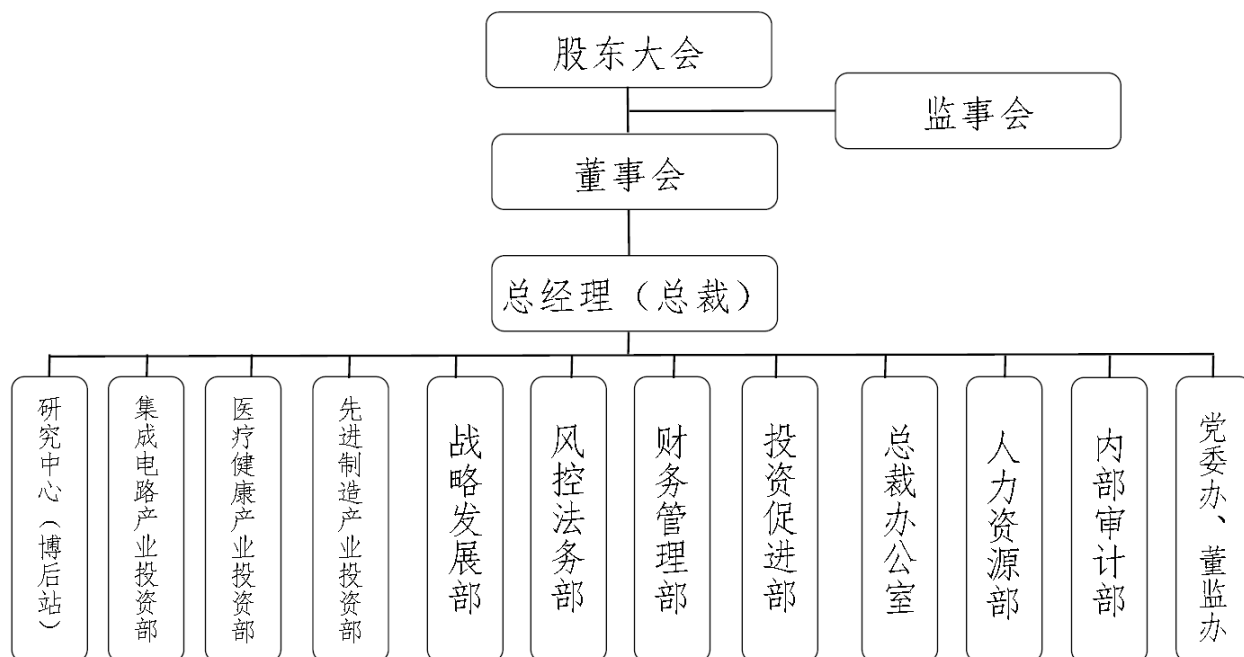 股东大会
监事会
董事会
总经理（总裁）
研究中心（博后站）
集成电路产业投资部
医疗健康产业投资部
先进制造产业投资部
战略发展部
风控法务部
财务管理部
投资促进部
总裁办公室
人力资源部
内部审计部
党委办、董监办